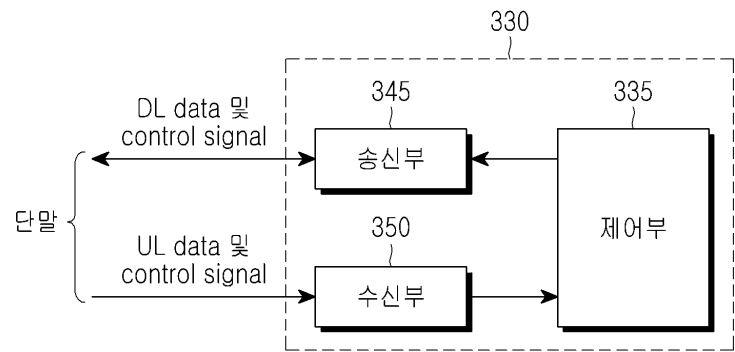 330
345
335
DL data 및
control signal
송신부
단말
제어부
350
UL data 및
control signal
수신부